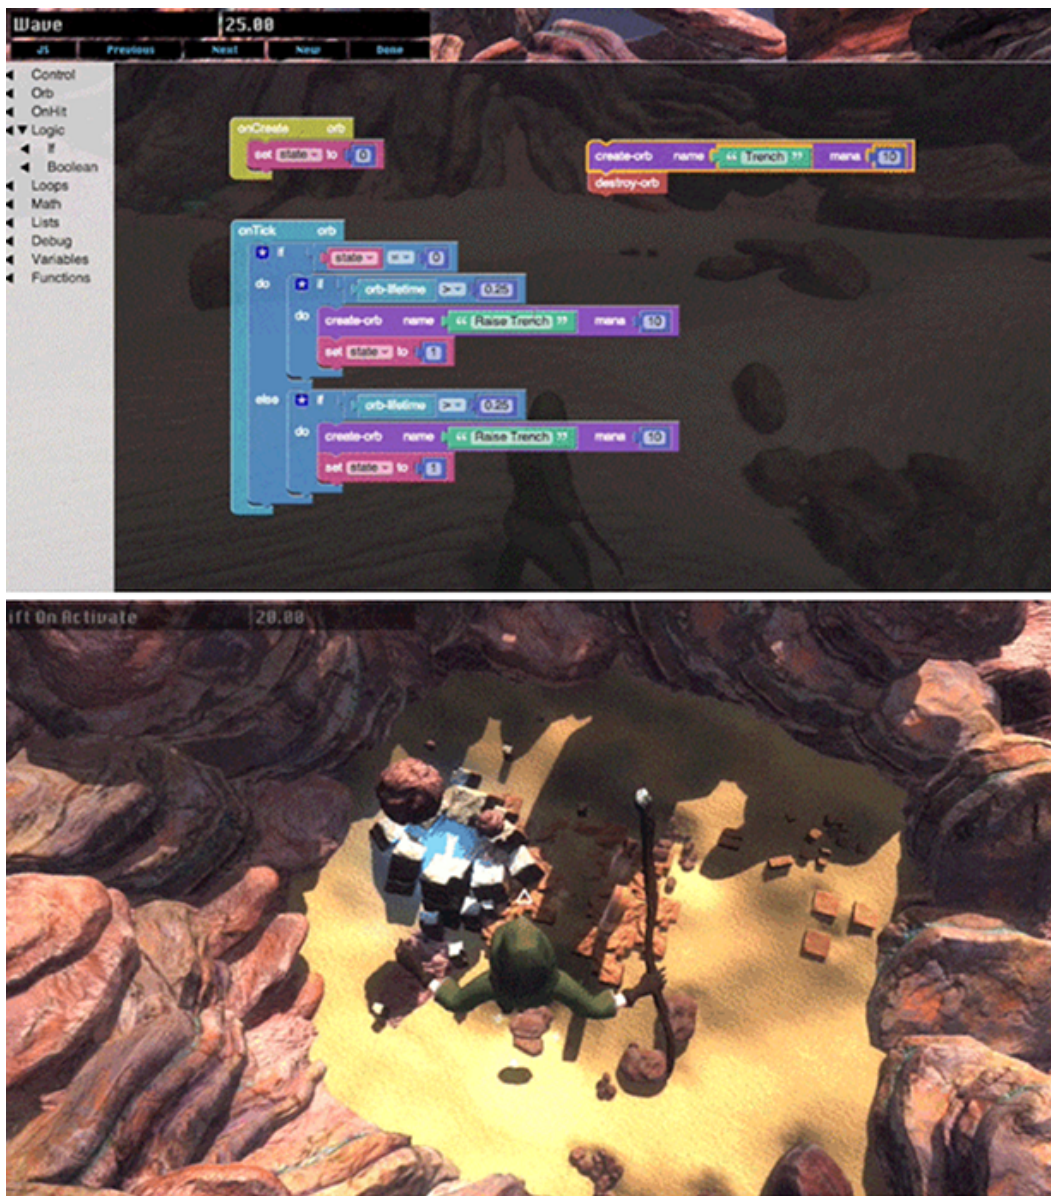 Wave 25.00
JS Previous Next New Done
Control
Orb
OnHit
Logic
If
Boolean
Loops
Math
Lists
Debug
Variables
Functions
onCreate orb
set state to 0
create-orb name “ Trench ” mana 10
destroy-orb
onTick orb
if state = 0
do if orb-lifetime > 0.25
do create-orb name “ Raise Trench ” mana 10
set state to 1
else if orb-lifetime > 0.25
do create-orb name “ Raise Trench ” mana 10
set state to 1
ift On Activate 20.00